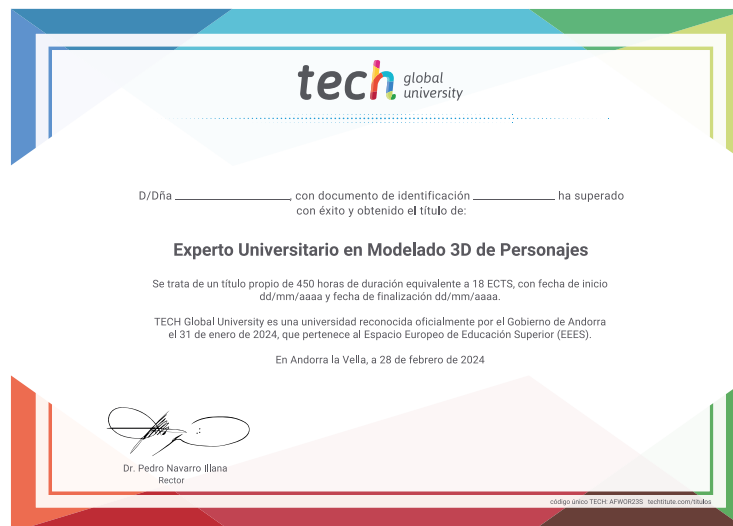 tech global
university
D/Dña ______________, con documento de identificación __________ ha superado
con éxito y obtenido el título de:
Experto Universitario en Modelado 3D de Personajes
Se trata de un título propio de 450 horas de duración equivalente a 18 ECTS, con fecha de inicio
dd/mm/aaaa y fecha de finalización dd/mm/aaaa.
TECH Global University es una universidad reconocida oficialmente por el Gobierno de Andorra
el 31 de enero de 2024, que pertenece al Espacio Europeo de Educación Superior (EEES).
En Andorra la Vella, a 28 de febrero de 2024
Dr. Pedro Navarro Illana
Rector
código único TECH: AFWOR23S techtitute.com/titulos